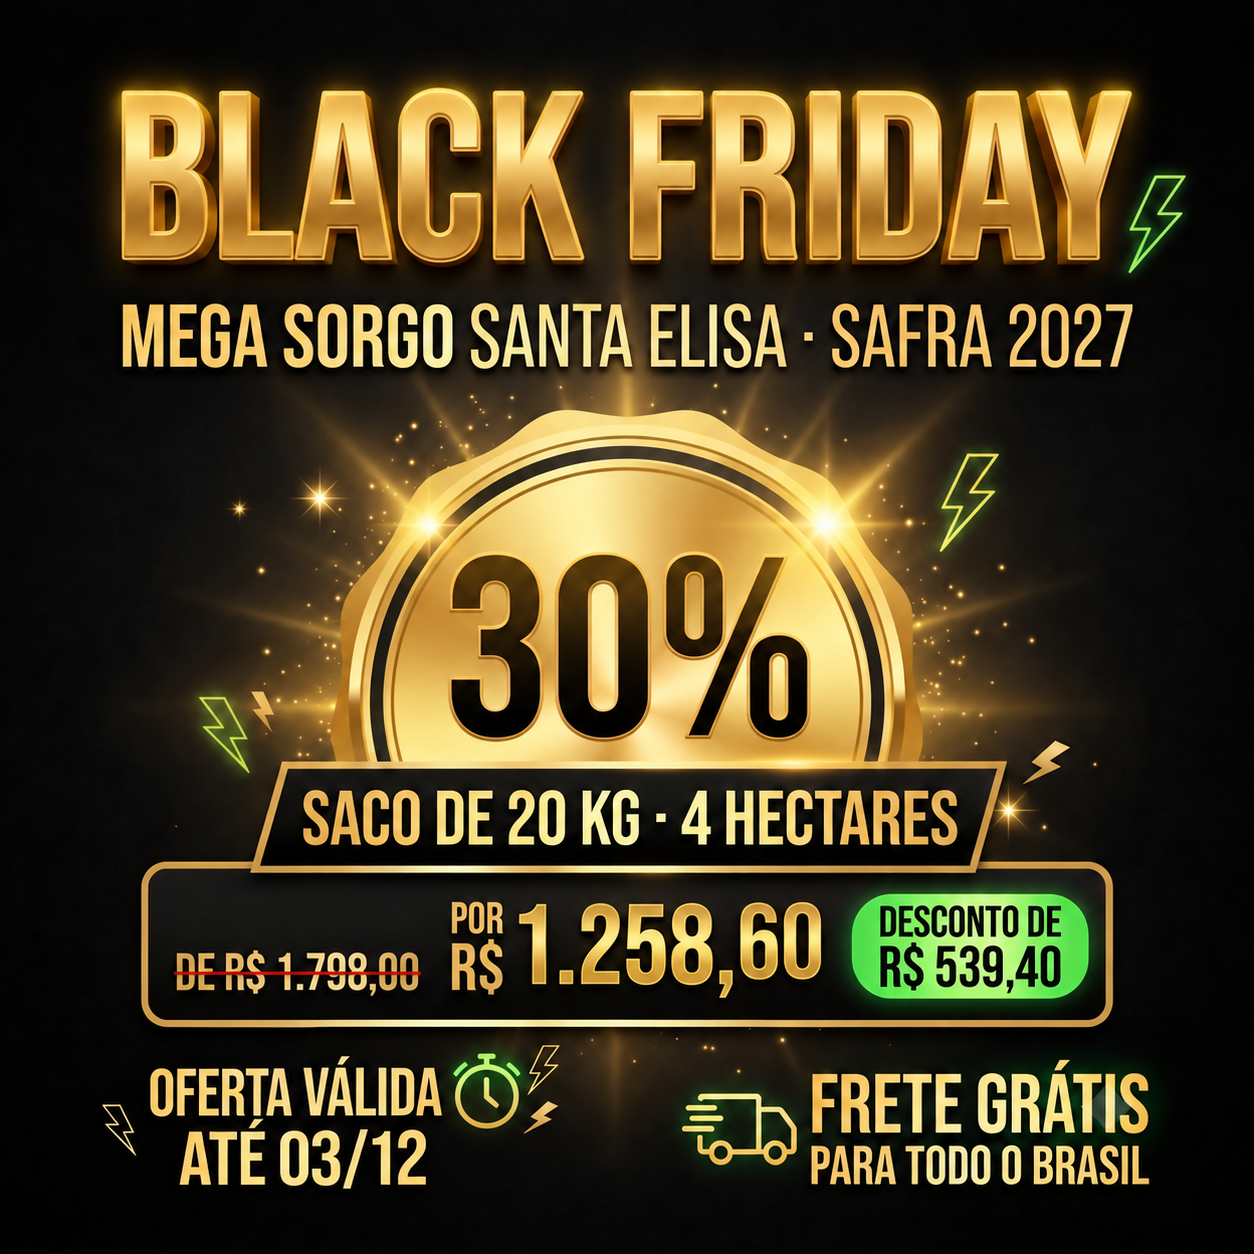 BLACK FRIDAY
MEGA SORGO SANTA ELISA · SAFRA 2027
30%
SACO DE 20 KG · 4 HECTARES
DE R$ 1.798,00
POR
R$ 1.258,60
DESCONTO DE
R$ 539,40
OFERTA VÁLIDA
ATÉ 03/12
FRETE GRÁTIS
PARA TODO O BRASIL